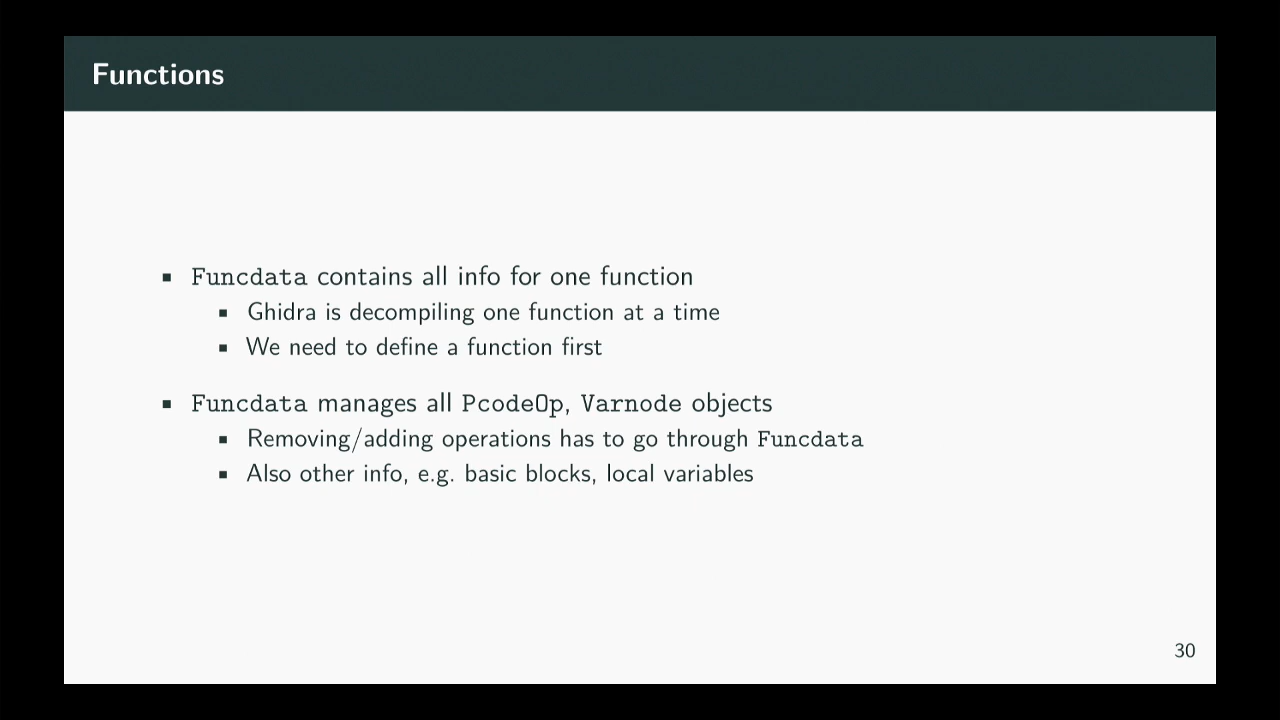 Functions
▪ Funcdata contains all info for one function
▪ Ghidra is decompiling one function at a time
▪ We need to define a function first
▪ Funcdata manages all PcodeOp, Varnode objects
▪ Removing/adding operations has to go through Funcdata
▪ Also other info, e.g. basic blocks, local variables
30